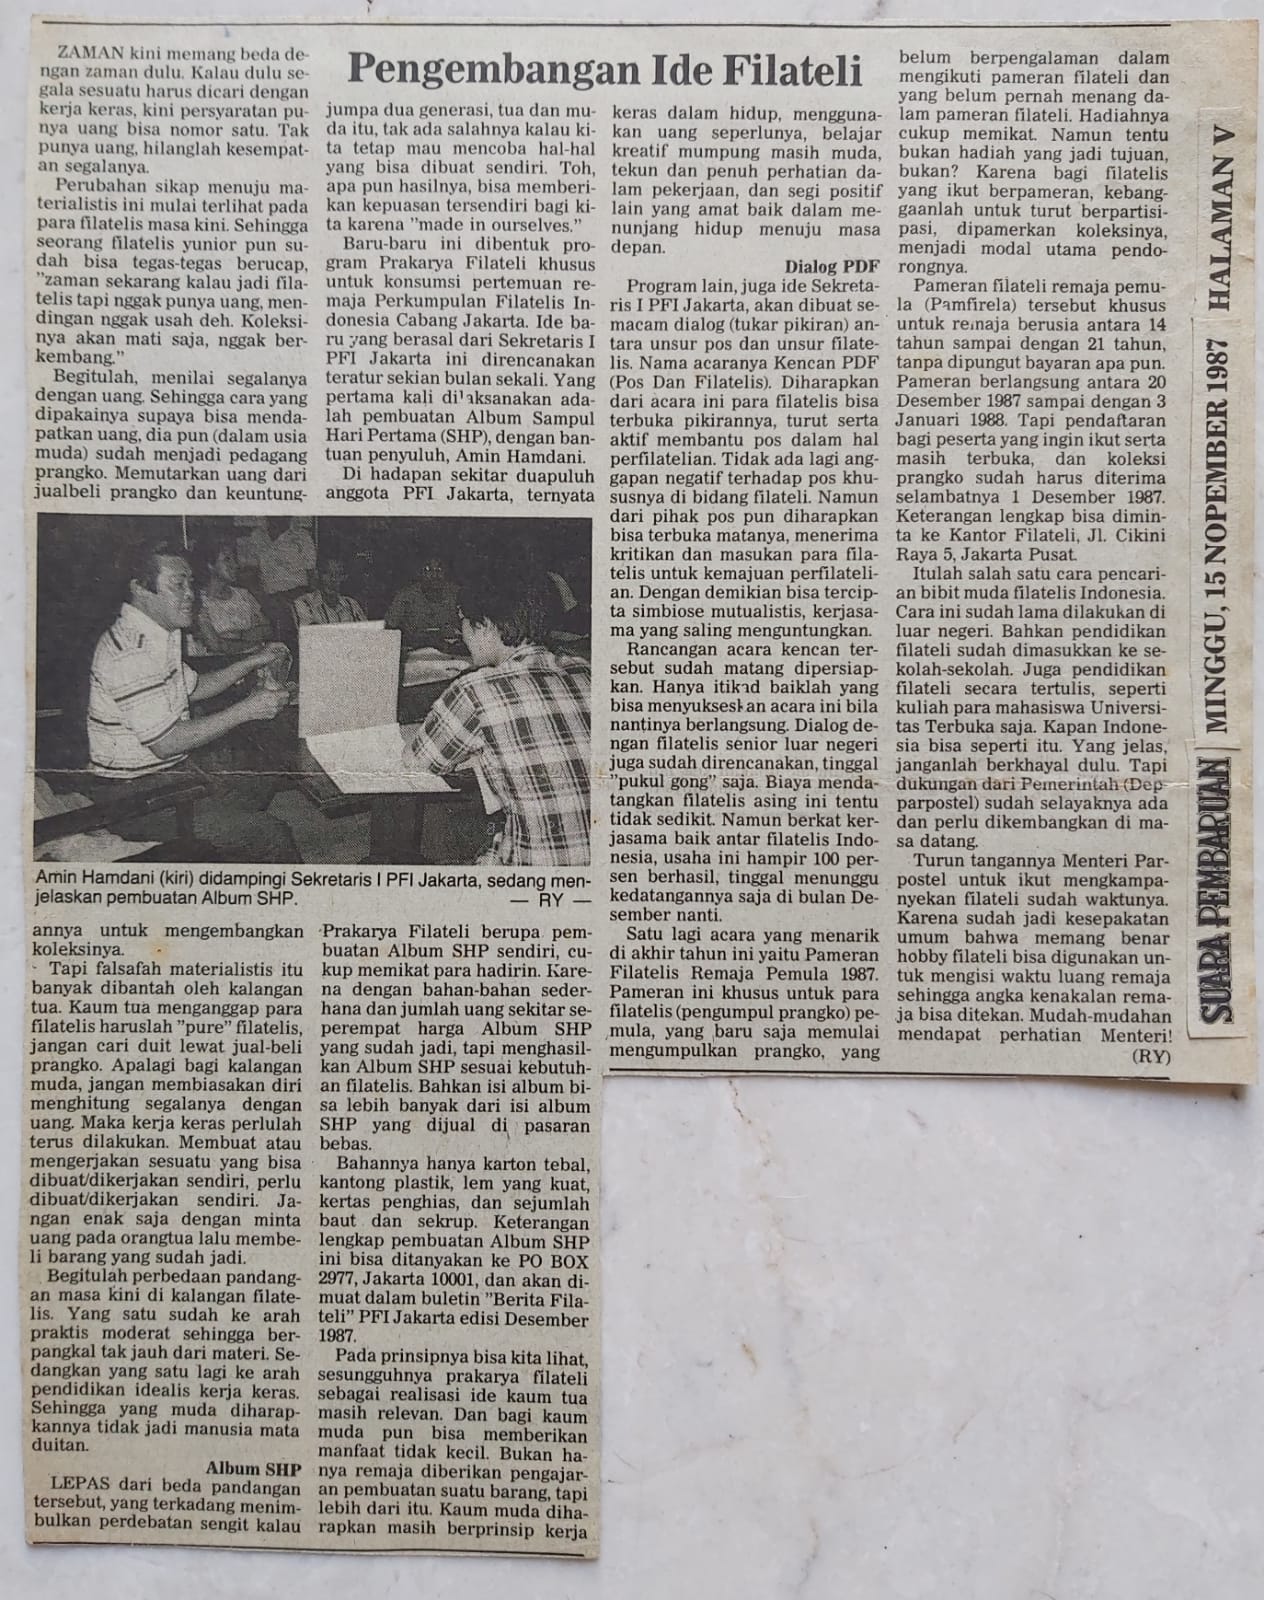 Pengembangan Ide Filateli
ZAMAN kini memang beda de-
ngan zaman dulu. Kalau dulu se-
gala sesuatu harus dicari dengan
kerja keras, kini persyaratan pu-
nya uang bisa nomor satu. Tak
punya uang, hilanglah kesempat-
an segalanya.
Perubahan sikap menuju ma-
terialistis ini mulai terlihat pada
para filatelis masa kini. Sehingga
seorang filatelis yunior pun su-
dah bisa tegas-tegas berucap,
"zaman sekarang kalau jadi fila-
telis tapi nggak punya uang, men-
dingan nggak usah deh. Koleksi-
nya akan mati saja, nggak ber-
kembang."
Begitulah, menilai segalanya
dengan uang. Sehingga cara yang
dipakainya supaya bisa menda-
patkan uang, dia pun (dalam usia
muda) sudah menjadi pedagang
prangko. Memutarkan uang dari
jualbeli prangko dan keuntung-
annya untuk mengembangkan
koleksinya.
Tapi falsafah materialistis itu
banyak dibantah oleh kalangan
tua. Kaum tua menganggap para
filatelis haruslah "pure" filatelis,
jangan cari duit lewat jual-beli
prangko. Apalagi bagi kalangan
muda, jangan membiasakan diri
menghitung segalanya dengan
uang. Maka kerja keras perlulah
terus dilakukan. Membuat atau
mengerjakan sesuatu yang bisa
dibuat/dikerjakan sendiri, perlu
dibuat/dikerjakan sendiri. Ja-
ngan enak saja dengan minta
uang pada orangtua lalu membe-
li barang yang sudah jadi.
Begitulah perbedaan pandang-
an masa kini di kalangan filate-
lis. Yang satu sudah ke arah
praktis moderat sehingga ber-
pangkal tak jauh dari materi. Se-
dangkan yang satu lagi ke arah
pendidikan idealis kerja keras.
Sehingga yang muda diharap-
kannya tidak jadi manusia mata
duitan.
Album SHP
LEPAS dari beda pandangan
tersebut, yang terkadang menim-
bulkan perdebatan sengit kalau
jumpa dua generasi, tua dan mu-
da itu, tak ada salahnya kalau ki-
ta tetap mau mencoba hal-hal
yang bisa dibuat sendiri. Toh,
apa pun hasilnya, bisa memberi-
kan kepuasan tersendiri bagi ki-
ta karena "made in ourselves."
Baru-baru ini dibentuk pro-
gram Prakarya Filateli khusus
untuk konsumsi pertemuan re-
maja Perkumpulan Filatelis In-
donesia Cabang Jakarta. Ide ba-
ru yang berasal dari Sekretaris I
PFI Jakarta ini direncanakan
teratur sekian bulan sekali. Yang
pertama kali dilaksanakan ada-
lah pembuatan Album Sampul
Hari Pertama (SHP), dengan ban-
tuan penyuluh, Amin Hamdani.
Di hadapan sekitar duapuluh
anggota PFI Jakarta, ternyata
Amin Hamdani (kiri) didampingi Sekretaris I PFI Jakarta, sedang men-
jelaskan pembuatan Album SHP. — RY —
Prakarya Filateli berupa pem-
buatan Album SHP sendiri, cu-
kup memikat para hadirin. Kare-
na dengan bahan-bahan seder-
hana dan jumlah uang sekitar se-
perempat harga Album SHP
yang sudah jadi, tapi menghasil-
kan Album SHP sesuai kebutuh-
an filatelis. Bahkan isi album bi-
sa lebih banyak dari isi album
SHP yang dijual di pasaran
bebas.
Bahannya hanya karton tebal,
kantong plastik, lem yang kuat,
kertas penghias, dan sejumlah
baut dan sekrup. Keterangan
lengkap pembuatan Album SHP
ini bisa ditanyakan ke PO BOX
2977, Jakarta 10001, dan akan di-
muat dalam buletin "Berita Fila-
teli" PFI Jakarta edisi Desember
1987.
Pada prinsipnya bisa kita lihat,
sesungguhnya prakarya filateli
sebagai realisasi ide kaum tua
masih relevan. Dan bagi kaum
muda pun bisa memberikan
manfaat tidak kecil. Bukan ha-
nya remaja diberikan pengajar-
an pembuatan suatu barang, tapi
lebih dari itu. Kaum muda diha-
rapkan masih berprinsip kerja
keras dalam hidup, mengguna-
kan uang seperlunya, belajar
kreatif mumpung masih muda,
tekun dan penuh perhatian da-
lam pekerjaan, dan segi positif
lain yang amat baik dalam me-
nunjang hidup menuju masa
depan.
Dialog PDF
Program lain, juga ide Sekreta-
ris I PFI Jakarta, akan dibuat se-
macam dialog (tukar pikiran) an-
tara unsur pos dan unsur filate-
lis. Nama acaranya Kencan PDF
(Pos Dan Filatelis). Diharapkan
dari acara ini para filatelis bisa
terbuka pikirannya, turut serta
aktif membantu pos dalam hal
perfilatelian. Tidak ada lagi ang-
gapan negatif terhadap pos khu-
susnya di bidang filateli. Namun
dari pihak pos pun diharapkan
bisa terbuka matanya, menerima
kritikan dan masukan para fila-
telis untuk kemajuan perfilateli-
an. Dengan demikian bisa tercip-
ta simbiose mutualistis, kerjasa-
ma yang saling menguntungkan.
Rancangan acara kencan ter-
sebut sudah matang dipersiap-
kan. Hanya itikad baiklah yang
bisa menyukseskan acara ini bila
nantinya berlangsung. Dialog de-
ngan filatelis senior luar negeri
juga sudah direncanakan, tinggal
"pukul gong" saja. Biaya menda-
tangkan filatelis asing ini tentu
tidak sedikit. Namun berkat ker-
jasama baik antar filatelis Indo-
nesia, usaha ini hampir 100 per-
sen berhasil, tinggal menunggu
kedatangannya saja di bulan De-
sember nanti.
Satu lagi acara yang menarik
di akhir tahun ini yaitu Pameran
Filatelis Remaja Pemula 1987.
Pameran ini khusus untuk para
filatelis (pengumpul prangko) pe-
mula, yang baru saja memulai
mengumpulkan prangko, yang
belum berpengalaman dalam
mengikuti pameran filateli dan
yang belum pernah menang da-
lam pameran filateli. Hadiahnya
cukup memikat. Namun tentu
bukan hadiah yang jadi tujuan,
bukan? Karena bagi filatelis
yang ikut berpameran, kebang-
gaanlah untuk turut berpartisi-
pasi, dipamerkan koleksinya,
menjadi modal utama pendo-
rongnya.
Pameran filateli remaja pemu-
la (Pamfirela) tersebut khusus
untuk remaja berusia antara 14
tahun sampai dengan 21 tahun,
tanpa dipungut bayaran apa pun.
Pameran berlangsung antara 20
Desember 1987 sampai dengan 3
Januari 1988. Tapi pendaftaran
bagi peserta yang ingin ikut serta
masih terbuka, dan koleksi
prangko sudah harus diterima
selambatnya 1 Desember 1987.
Keterangan lengkap bisa dimin-
ta ke Kantor Filateli, Jl. Cikini
Raya 5, Jakarta Pusat.
Itulah salah satu cara pencari-
an bibit muda filatelis Indonesia.
Cara ini sudah lama dilakukan di
luar negeri. Bahkan pendidikan
filateli sudah dimasukkan ke se-
kolah-sekolah. Juga pendidikan
filateli secara tertulis, seperti
kuliah para mahasiswa Universi-
tas Terbuka saja. Kapan Indone-
sia bisa seperti itu. Yang jelas,
janganlah berkhayal dulu. Tapi
dukungan dari Pemerintah (Dep-
parpostel) sudah selayaknya ada
dan perlu dikembangkan di ma-
sa datang.
Turun tangannya Menteri Par-
postel untuk ikut mengkampa-
nyekan filateli sudah waktunya.
Karena sudah jadi kesepakatan
umum bahwa memang benar
hobby filateli bisa digunakan un-
tuk mengisi waktu luang remaja
sehingga angka kenakalan rema-
ja bisa ditekan. Mudah-mudahan
mendapat perhatian Menteri!
(RY)
SUARA PEMBARUAN MINGGU, 15 NOPEMBER 1987 HALAMAN V